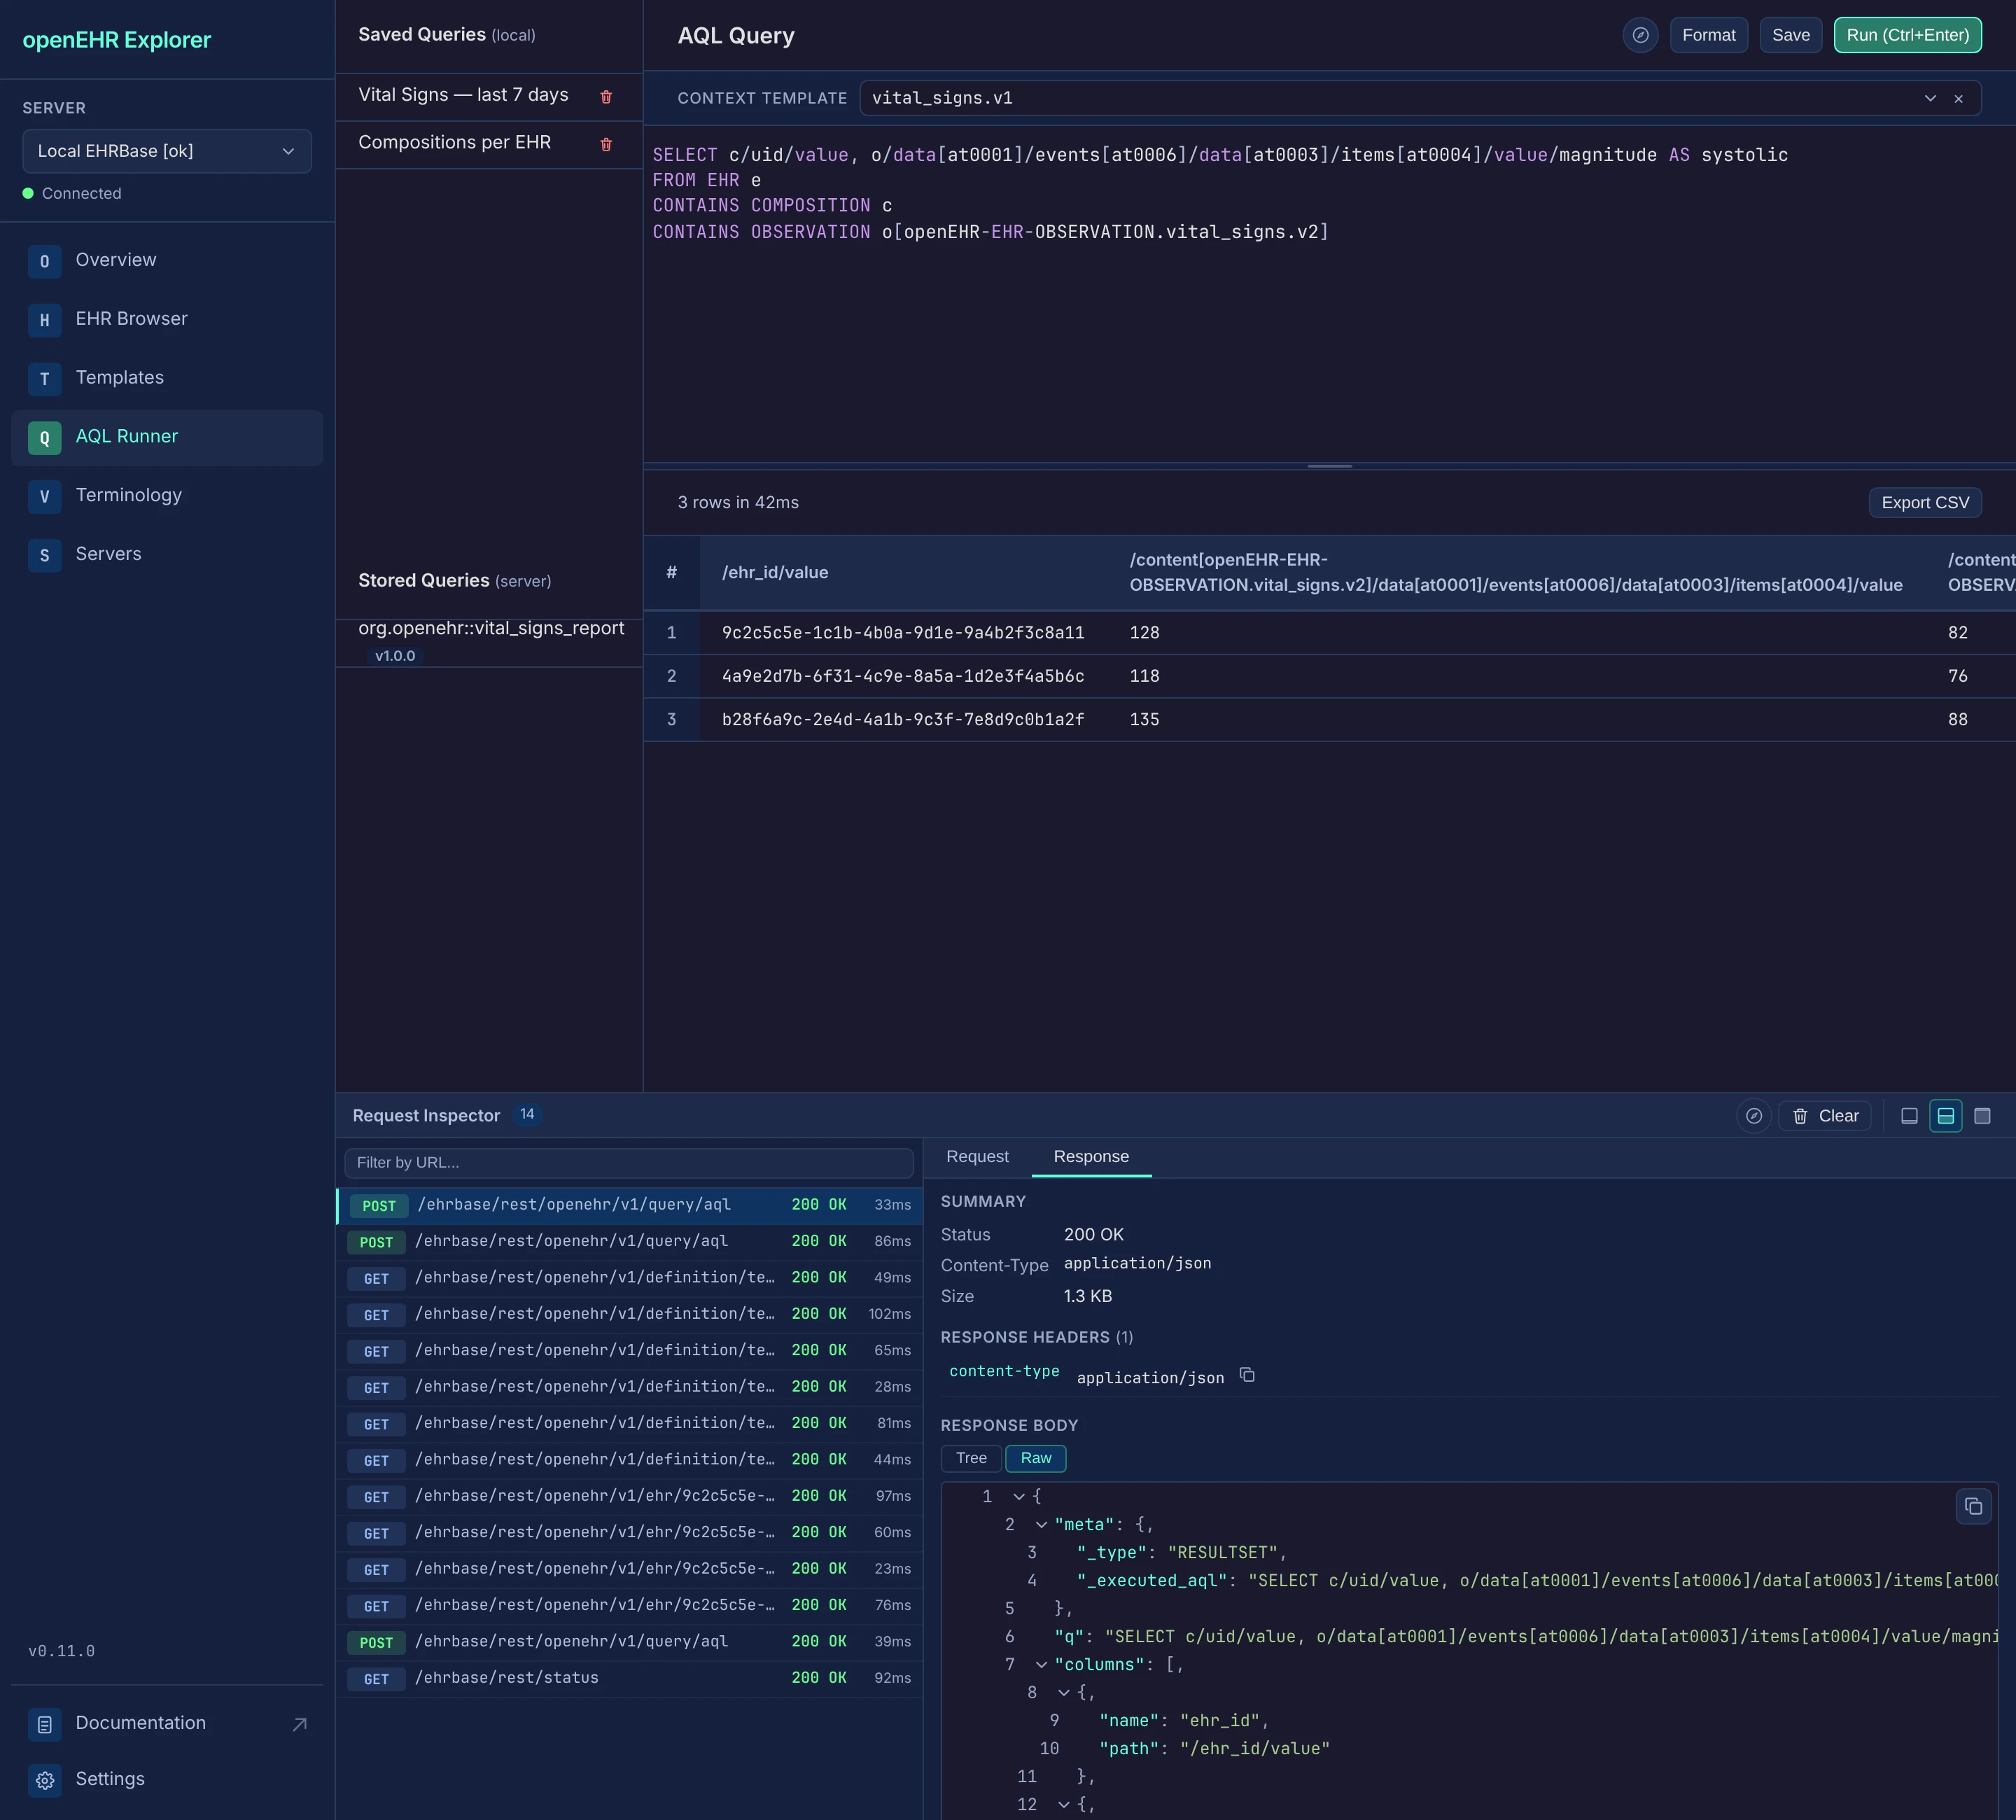 openEHR Explorer
SERVER
Local EHRBase [ok]
Connected
O Overview
H EHR Browser
T Templates
Q AQL Runner
V Terminology
S Servers
v0.11.0
Documentation
Settings
Saved Queries (local)
Vital Signs — last 7 days
Compositions per EHR
Stored Queries (server)
org.openehr::vital_signs_report
v1.0.0
AQL Query
Format
Save
Run (Ctrl+Enter)
CONTEXT TEMPLATE
vital_signs.v1
SELECT c/uid/value, o/data[at0001]/events[at0006]/data[at0003]/items[at0004]/value/magnitude AS systolic
FROM EHR e
CONTAINS COMPOSITION c
CONTAINS OBSERVATION o[openEHR-EHR-OBSERVATION.vital_signs.v2]
3 rows in 42ms
Export CSV
# /ehr_id/value
/content[openEHR-EHR-
OBSERVATION.vital_signs.v2]/data[at0001]/events[at0006]/data[at0003]/items[at0004]/value
/content
OBSERV
1 9c2c5c5e-1c1b-4b0a-9d1e-9a4b2f3c8a11 128 82
2 4a9e2d7b-6f31-4c9e-8a5a-1d2e3f4a5b6c 118 76
3 b28f6a9c-2e4d-4a1b-9c3f-7e8d9c0b1a2f 135 88
Request Inspector 14
Clear
Filter by URL...
POST /ehrbase/rest/openehr/v1/query/aql 200 OK 33ms
POST /ehrbase/rest/openehr/v1/query/aql 200 OK 86ms
GET /ehrbase/rest/openehr/v1/definition/te… 200 OK 49ms
GET /ehrbase/rest/openehr/v1/definition/te… 200 OK 102ms
GET /ehrbase/rest/openehr/v1/definition/te… 200 OK 65ms
GET /ehrbase/rest/openehr/v1/definition/te… 200 OK 28ms
GET /ehrbase/rest/openehr/v1/definition/te… 200 OK 81ms
GET /ehrbase/rest/openehr/v1/definition/te… 200 OK 44ms
GET /ehrbase/rest/openehr/v1/ehr/9c2c5c5e-… 200 OK 97ms
GET /ehrbase/rest/openehr/v1/ehr/9c2c5c5e-… 200 OK 60ms
GET /ehrbase/rest/openehr/v1/ehr/9c2c5c5e-… 200 OK 23ms
GET /ehrbase/rest/openehr/v1/ehr/9c2c5c5e-… 200 OK 76ms
POST /ehrbase/rest/openehr/v1/query/aql 200 OK 39ms
GET /ehrbase/rest/status 200 OK 92ms
Request Response
SUMMARY
Status 200 OK
Content-Type application/json
Size 1.3 KB
RESPONSE HEADERS (1)
content-type application/json
RESPONSE BODY
Tree Raw
1 {
2 "meta": {,
3 "_type": "RESULTSET",
4 "_executed_aql": "SELECT c/uid/value, o/data[at0001]/events[at0006]/data[at0003]/items[at000
5 },
6 "q": "SELECT c/uid/value, o/data[at0001]/events[at0006]/data[at0003]/items[at0004]/value/magni
7 "columns": [,
8 {,
9 "name": "ehr_id",
10 "path": "/ehr_id/value"
11 },
12 {,